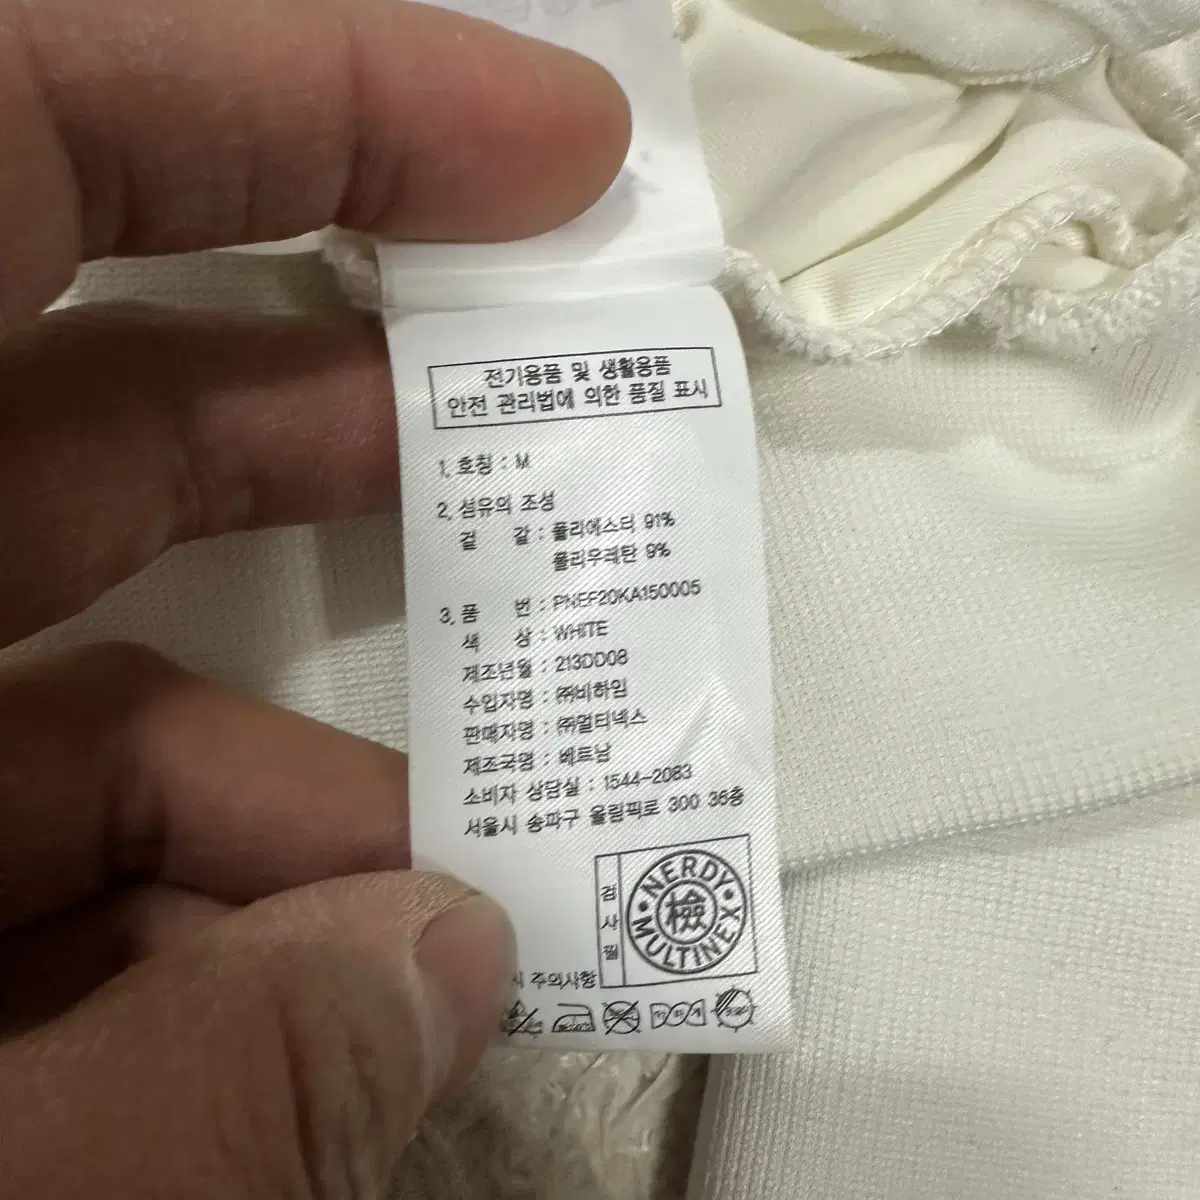 전기용품 및 생활용품
안전 관리법에 의한 품질 표시
1. 호칭 : M
2. 섬유의 조성
겉 감 : 폴리에스터 91%
폴리우레탄 9%
3. 품 번 : PNEF20KA150005
색 상 : WHITE
제조년월 : 213DD08
수입자명 : ㈜비하임
판매자명 : ㈜멀티넥스
제조국명 : 베트남
소비자 상담실 : 1544-2083
서울시 송파구 올림픽로 300 36층
검사필
NERDY
檢
MULTINEX
시 주의사항